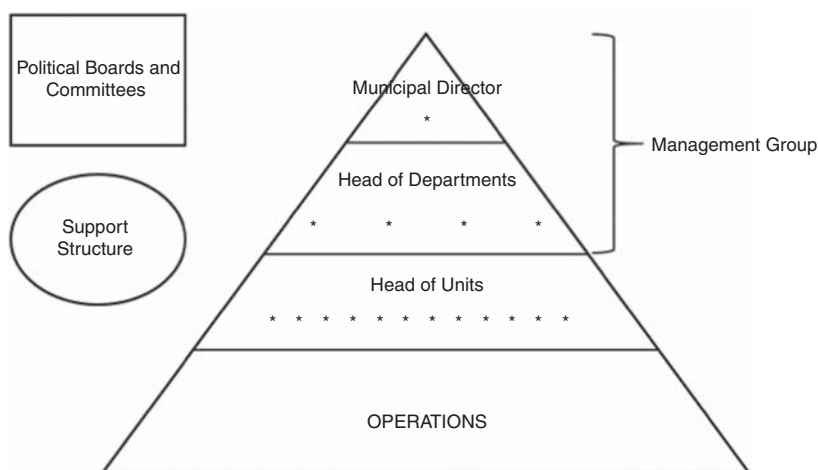 Political Boards and
Committees
Support
Structure
Municipal Director
*
Head of Departments
* * * *
Head of Units
* * * * * * * * * * * *
OPERATIONS
Management Group